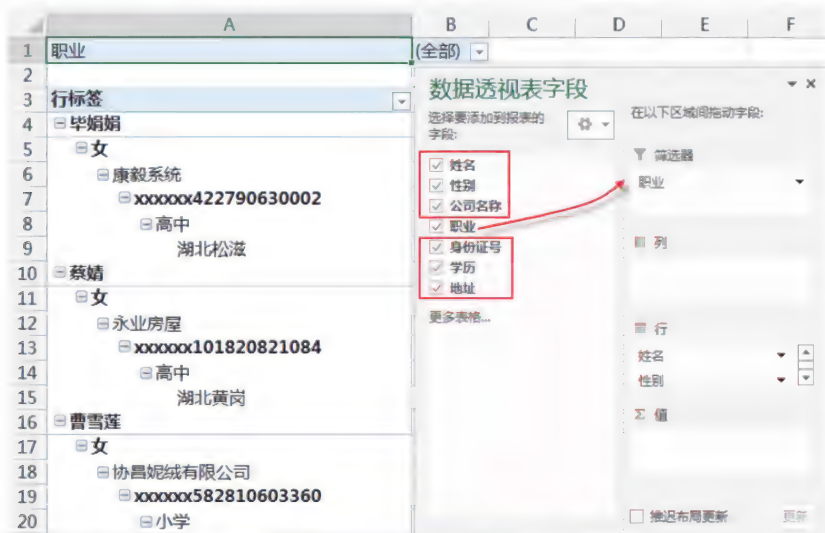 A B C D E F
1 职业 (全部)
2
3 行标签
4 毕娟娟
5 女
6 康毅系统
7 xxxxxx422790630002
8 高中
9 湖北松滋
10 蔡婧
11 女
12 永业房屋
13 xxxxxx101820821084
14 高中
15 湖北黄岗
16 曹雪莲
17 女
18 协昌妮绒有限公司
19 xxxxxx582810603360
20 小学
数据透视表字段
选择要添加到报表的
字段:
姓名
性别
公司名称
职业
身份证号
学历
地址
更多表格...
在以下区域间拖动字段:
筛选器
职业
列
行
姓名
性别
Σ 值
推迟布局更新 更新